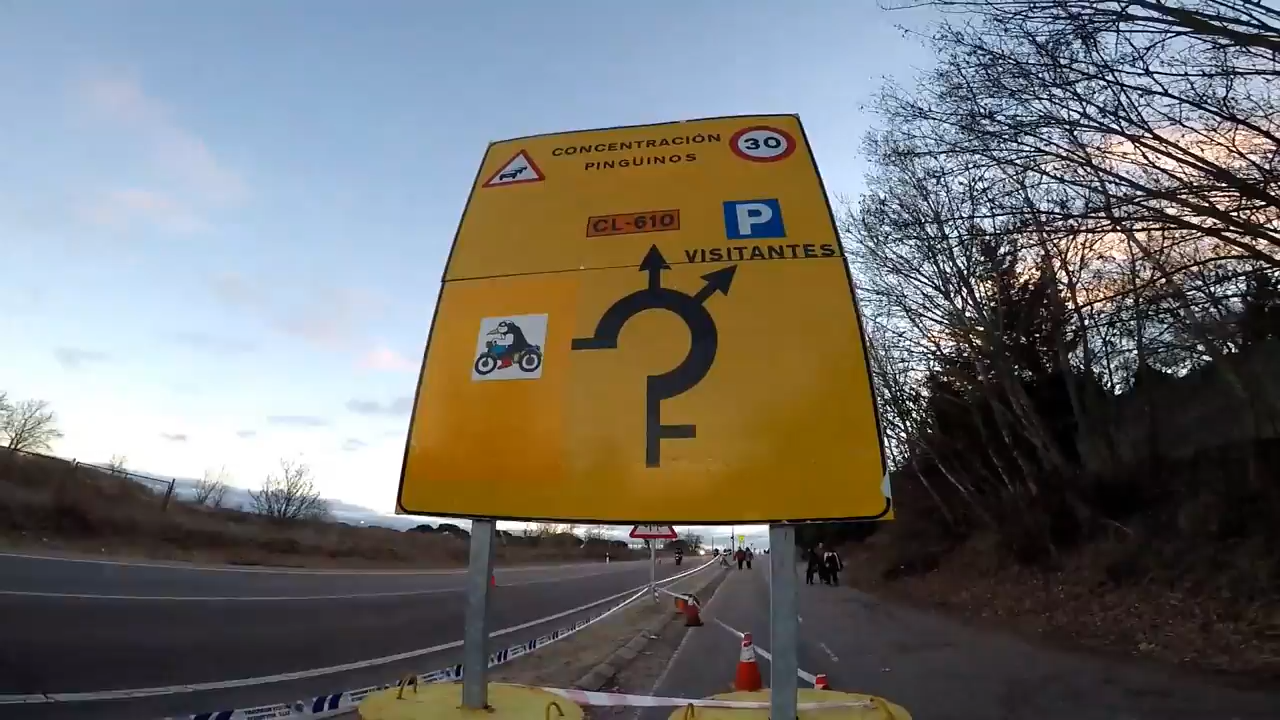 CONCENTRACIÓN
PINGÜINOS
30
CL-610
P
VISITANTES